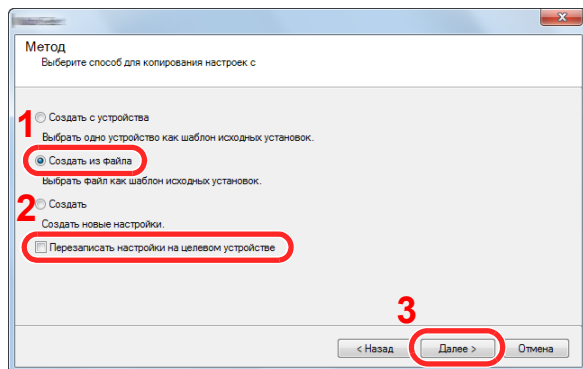 Метод
Выберите способ для копирования настроек с
1
Создать с устройства
Выбрать одно устройство как шаблон исходных установок.
Создать из файла
Выбрать файл как шаблон исходных установок.
2
Создать
Создать новые настройки.
Перезаписать настройки на целевом устройстве
3
< Назад
Далее >
Отмена